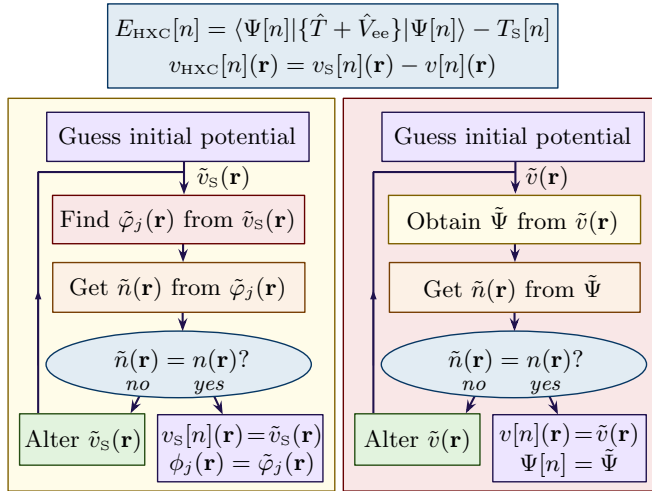 E_HXC[n] = ⟨Ψ[n]|{T̂ + V̂_ee}|Ψ[n]⟩ − T_S[n]
v_HXC[n](r) = v_S[n](r) − v[n](r)
Guess initial potential
ṽ_S(r)
Find φ̃_j(r) from ṽ_S(r)
Get ñ(r) from φ̃_j(r)
ñ(r) = n(r)?
no yes
Alter ṽ_S(r)
v_S[n](r) = ṽ_S(r)
ϕ_j(r) = φ̃_j(r)
Guess initial potential
ṽ(r)
Obtain Ψ̃ from ṽ(r)
Get ñ(r) from Ψ̃
ñ(r) = n(r)?
no yes
Alter ṽ(r)
v[n](r) = ṽ(r)
Ψ[n] = Ψ̃